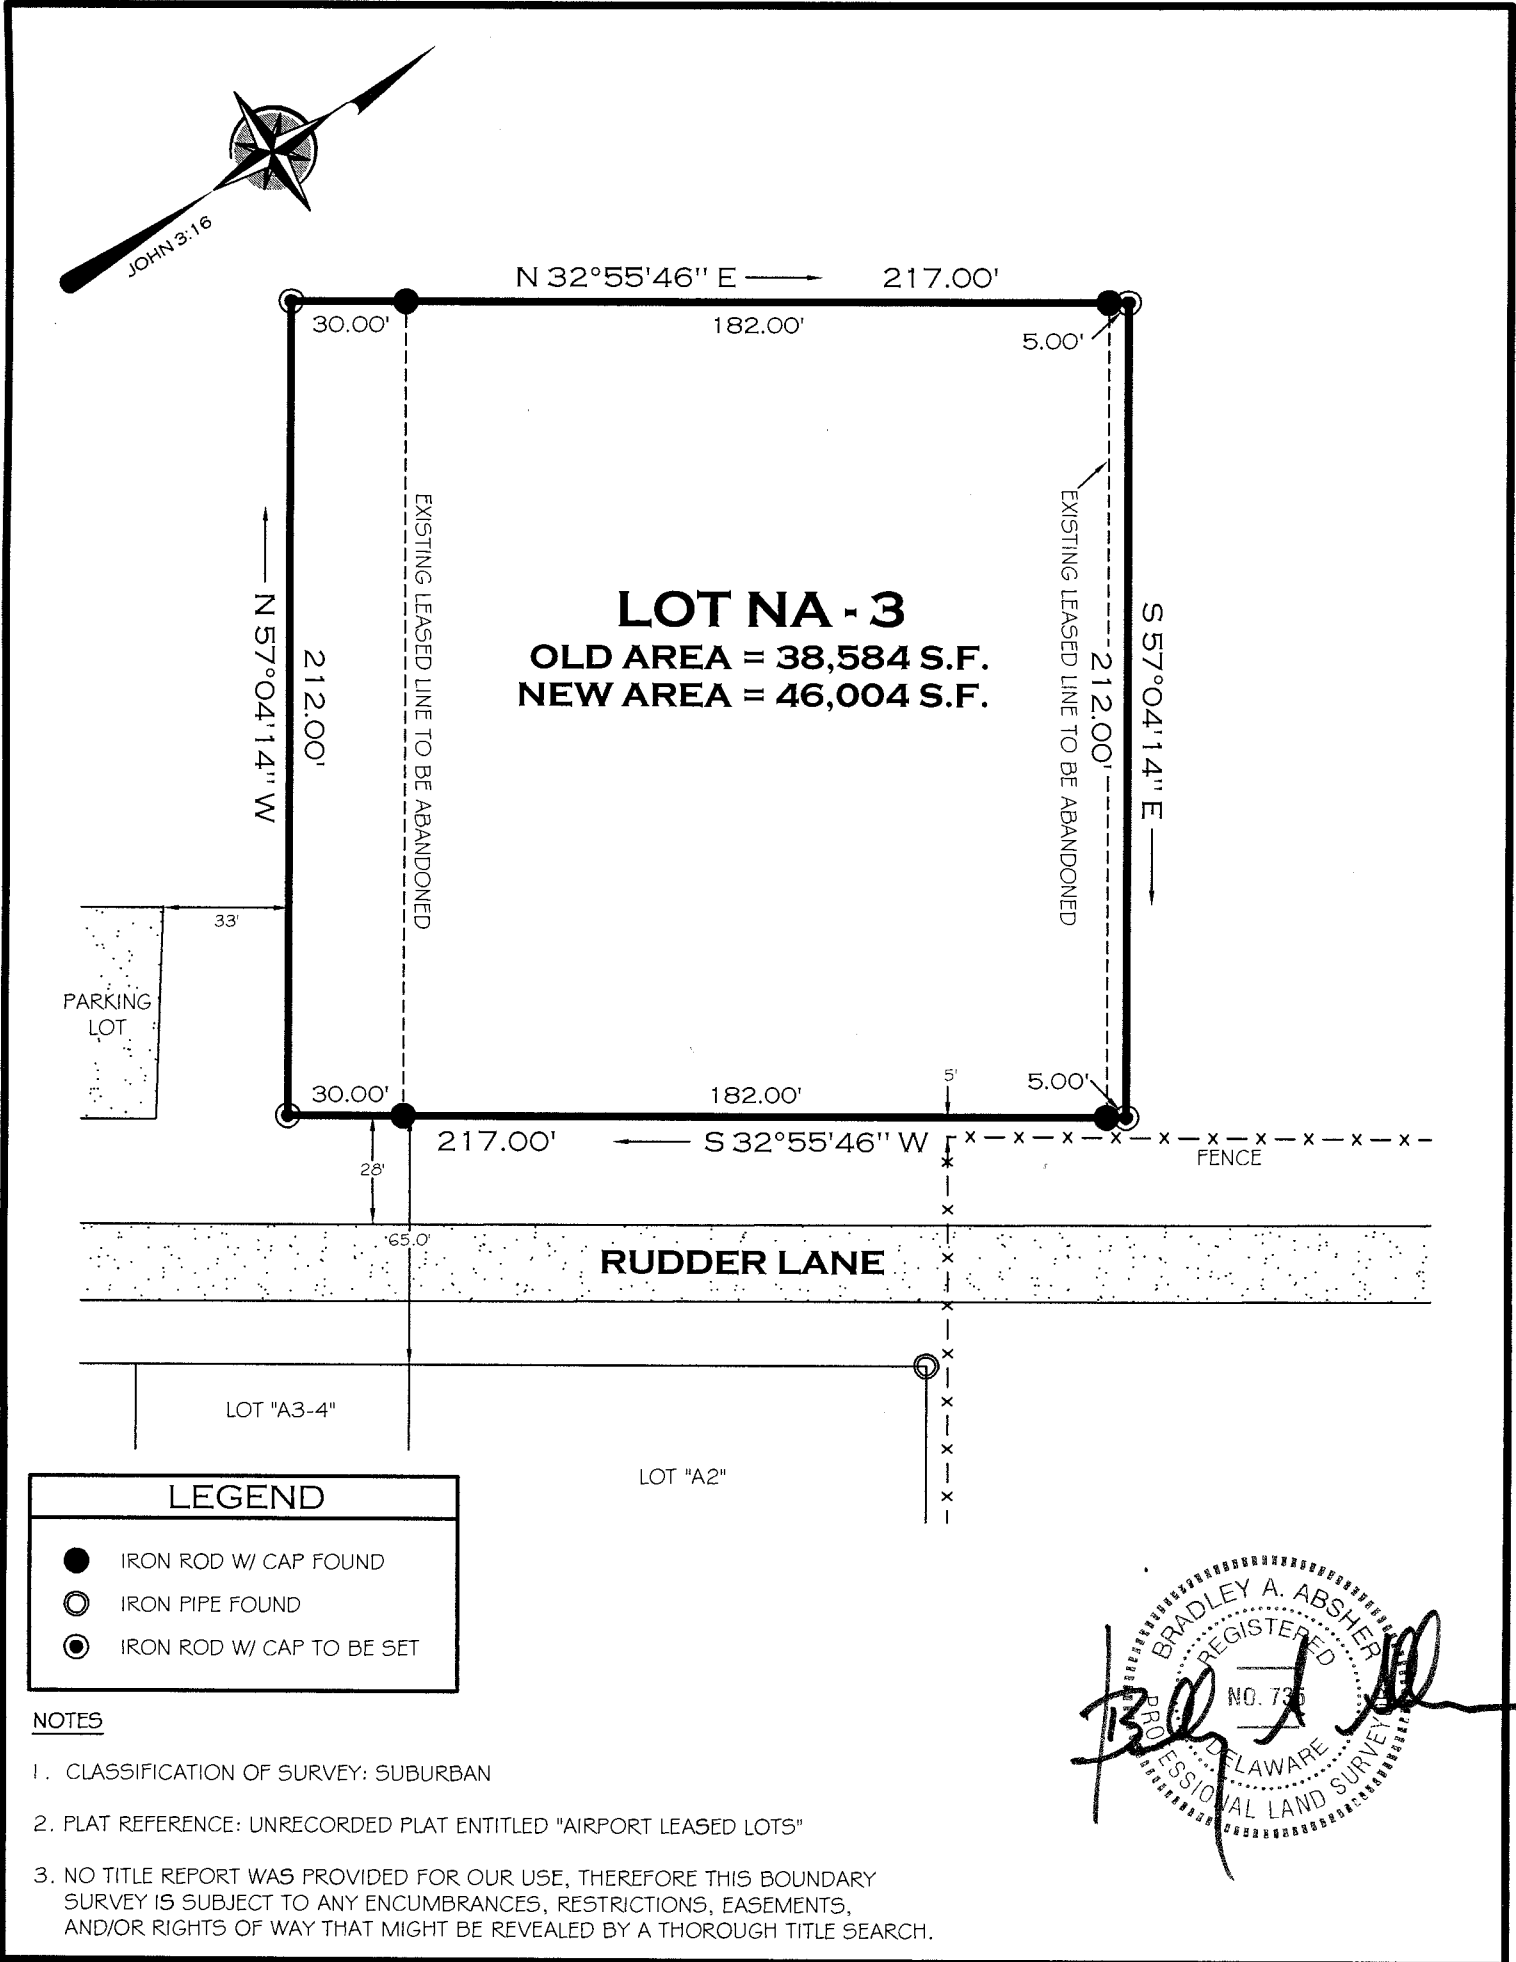 JOHN 3:16
N 32°55'46" E 217.00'
30.00'
182.00'
5.00'
N 57°04'14" W
212.00'
EXISTING LEASED LINE TO BE ABANDONED
LOT NA - 3
OLD AREA = 38,584 S.F.
NEW AREA = 46,004 S.F.
EXISTING LEASED LINE TO BE ABANDONED
212.00'
S 57°04'14" E
33'
PARKING
LOT
30.00'
182.00'
5'
5.00'
217.00' S 32°55'46" W
FENCE
28'
65.0'
RUDDER LANE
LOT "A3-4"
LOT "A2"
LEGEND
IRON ROD W/ CAP FOUND
IRON PIPE FOUND
IRON ROD W/ CAP TO BE SET
NOTES
1. CLASSIFICATION OF SURVEY: SUBURBAN
2. PLAT REFERENCE: UNRECORDED PLAT ENTITLED "AIRPORT LEASED LOTS"
3. NO TITLE REPORT WAS PROVIDED FOR OUR USE, THEREFORE THIS BOUNDARY
SURVEY IS SUBJECT TO ANY ENCUMBRANCES, RESTRICTIONS, EASEMENTS,
AND/OR RIGHTS OF WAY THAT MIGHT BE REVEALED BY A THOROUGH TITLE SEARCH.
BRADLEY A. ABSHER
REGISTERED
NO. 735
DELAWARE
PROFESSIONAL LAND SURVEYOR